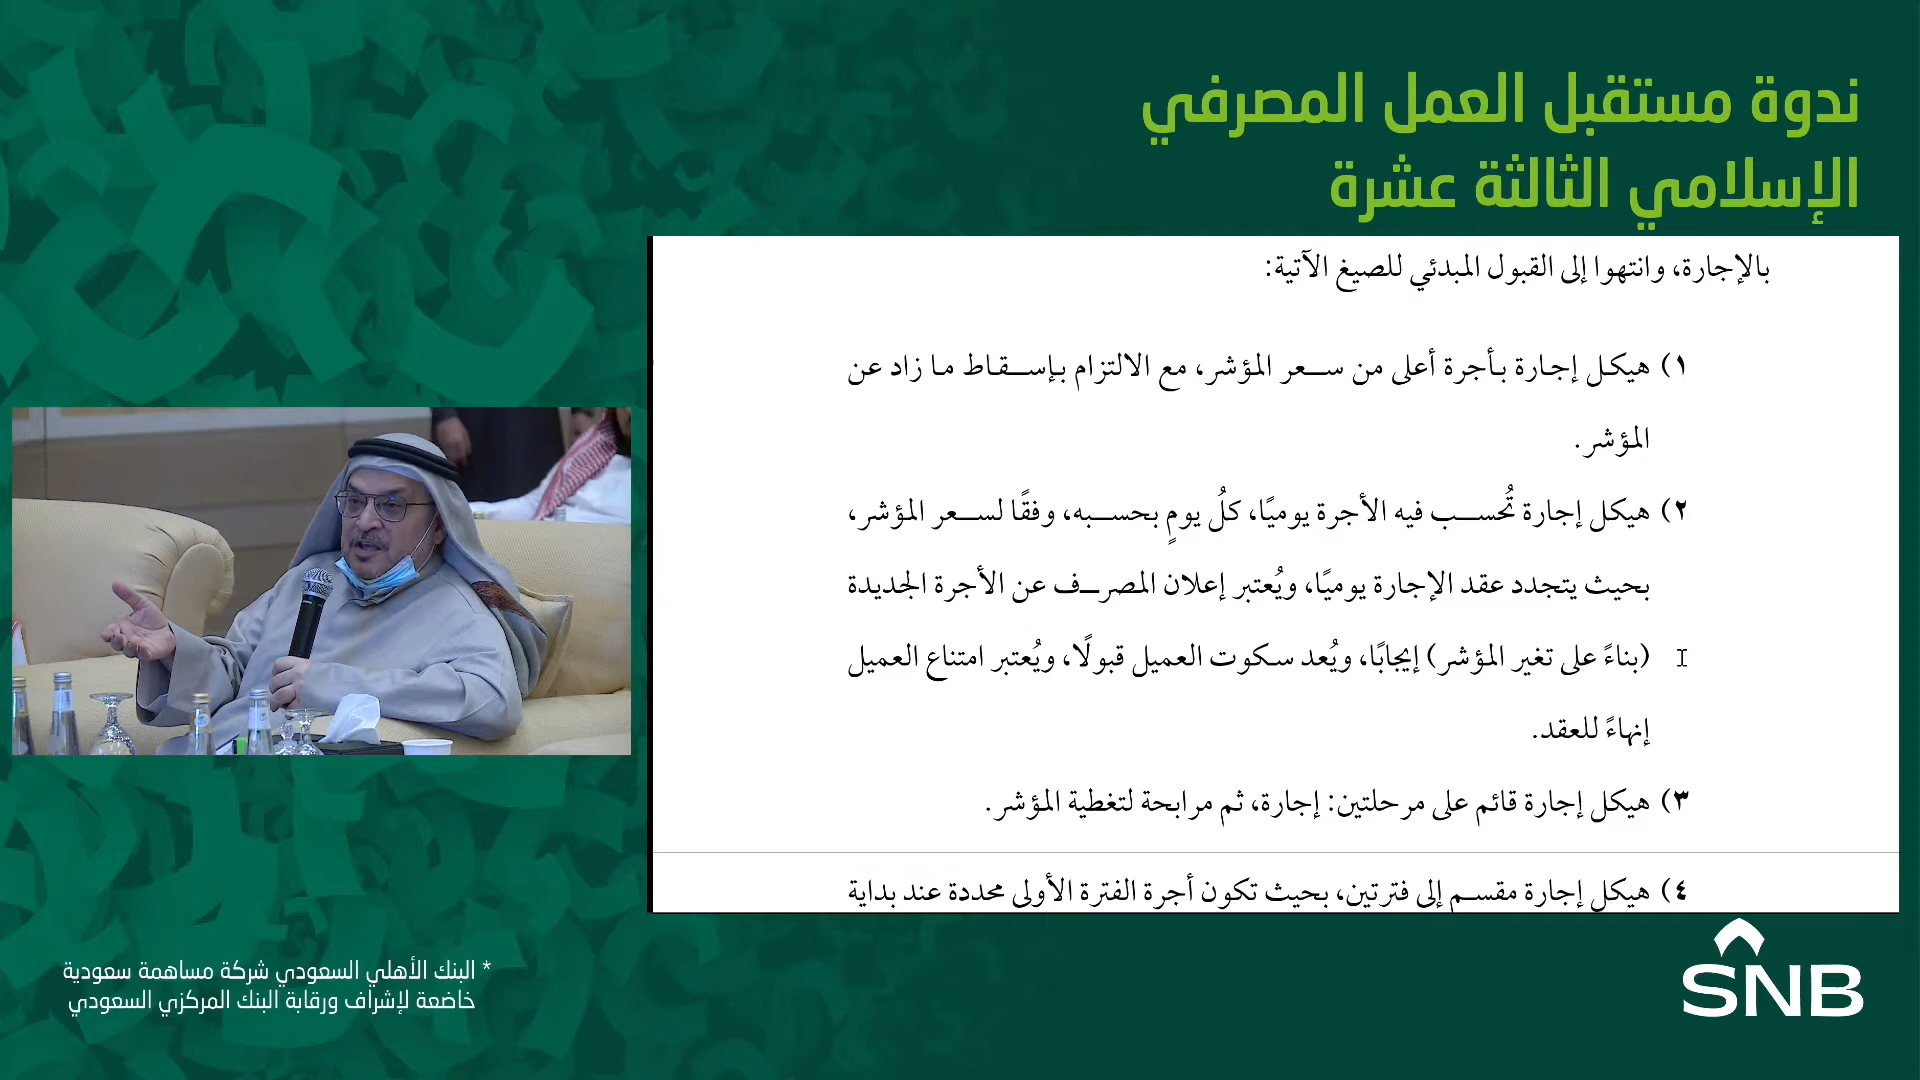 ندوة مستقبل العمل المصرفي
الإسلامي الثالثة عشرة
بالإجارة، وانتهوا إلى القبول المبدئي للصيغ الآتية:
١) هيكل إجارة بأجرة أعلى من سعر المؤشر، مع الالتزام بإسقاط ما زاد عن
المؤشر.
٢) هيكل إجارة تُحسب فيه الأجرة يوميًا، كلُ يومٍ بحسبه، وفقًا لسعر المؤشر،
بحيث يتجدد عقد الإجارة يوميًا، ويُعتبر إعلان المصرف عن الأجرة الجديدة
(بناءً على تغير المؤشر) إيجابًا، ويُعد سكوت العميل قبولًا، ويُعتبر امتناع العميل
إنهاءً للعقد.
٣) هيكل إجارة قائم على مرحلتين: إجارة، ثم مرابحة لتغطية المؤشر.
٤) هيكل إجارة مقسم إلى فترتين، بحيث تكون أجرة الفترة الأولى محددة عند بداية
* البنك الأهلي السعودي شركة مساهمة سعودية
خاضعة لإشراف ورقابة البنك المركزي السعودي
SNB